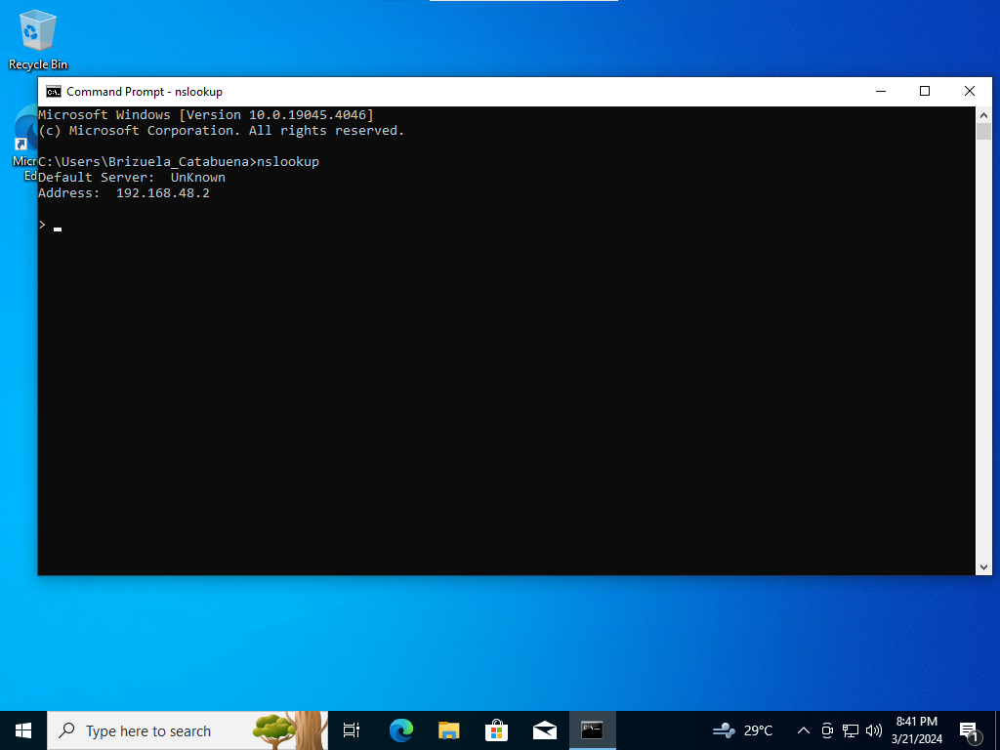 Recycle Bin
Command Prompt - nslookup
Microsoft Windows [Version 10.0.19045.4046]
(c) Microsoft Corporation. All rights reserved.
Micr
Ed
C:\Users\Brizuela_Catabuena>nslookup
Default Server:  UnKnown
Address:  192.168.48.2
>
Type here to search
29°C
8:41 PM
3/21/2024
1